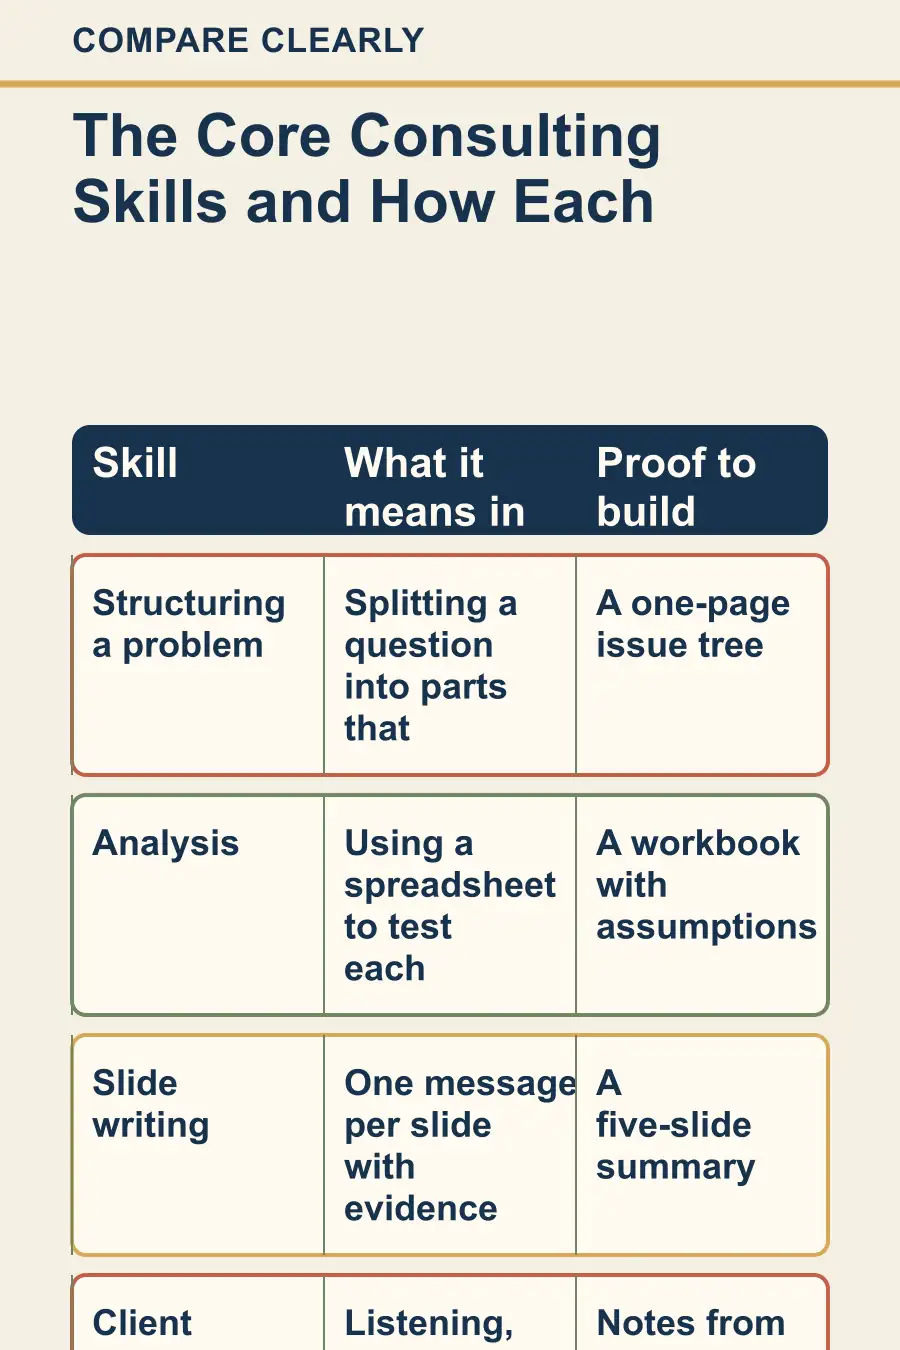 COMPARE CLEARLY
The Core Consulting
Skills and How Each
Skill
What it
means in
Proof to
build
Structuring
a problem
Splitting a
question
into parts
that
A one-page
issue tree
Analysis
Using a
spreadsheet
to test
each
A workbook
with
assumptions
Slide
writing
One message
per slide
with
evidence
A
five-slide
summary
Client
Listening,
Notes from